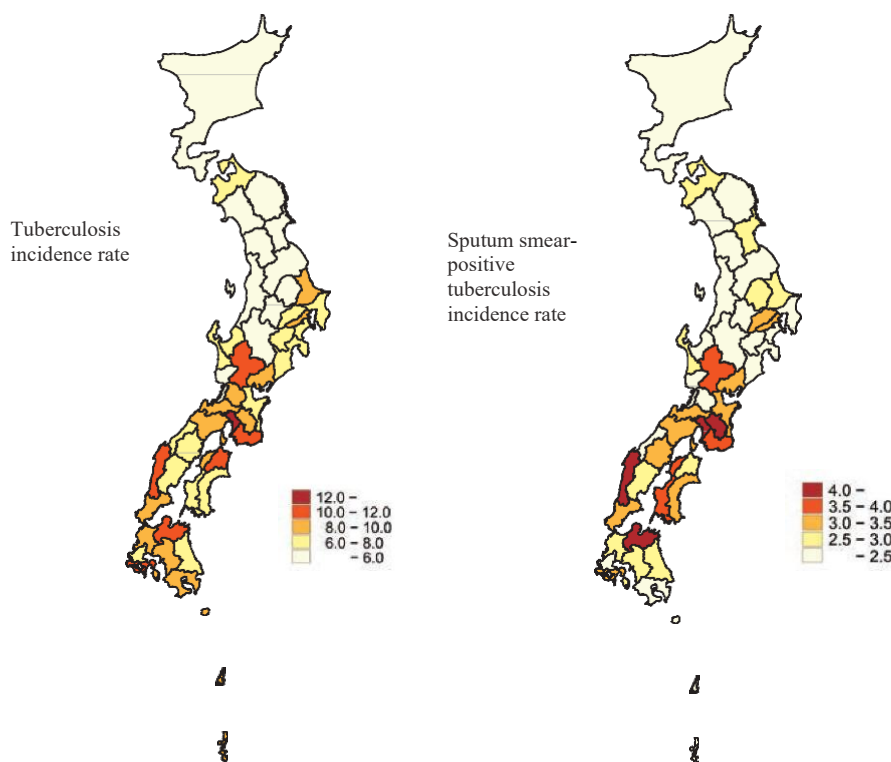 Tuberculosis
incidence rate
12.0 -
10.0 - 12.0
8.0 - 10.0
6.0 - 8.0
- 6.0
Sputum smear-
positive
tuberculosis
incidence rate
4.0 -
3.5 - 4.0
3.0 - 3.5
2.5 - 3.0
- 2.5